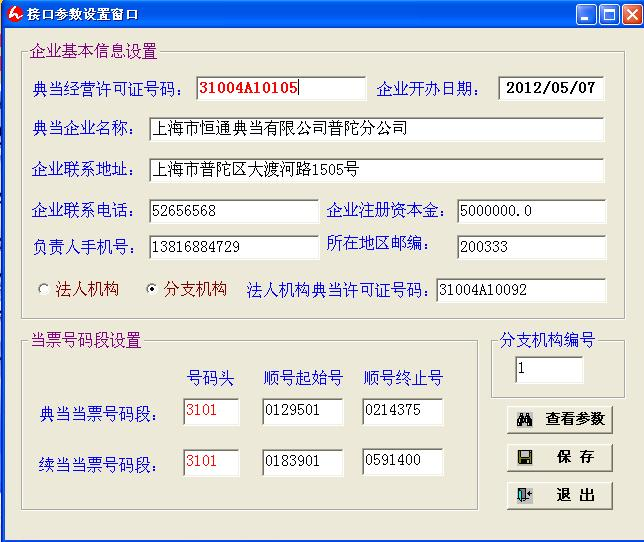 接口参数设置窗口
企业基本信息设置
典当经营许可证号码： 31004A10105 企业开办日期： 2012/05/07
典当企业名称： 上海市恒通典当有限公司普陀分公司
企业联系地址： 上海市普陀区大渡河路1505号
企业联系电话： 52656568 企业注册资本金： 5000000.0
负责人手机号： 13816884729 所在地区邮编： 200333
法人机构 分支机构 法人机构典当许可证号码： 31004A10092
当票号码段设置 分支机构编号
1
号码头 顺号起始号 顺号终止号
典当当票号码段： 3101 0129501 0214375
续当当票号码段： 3101 0183901 0591400
查看参数
保 存
退 出